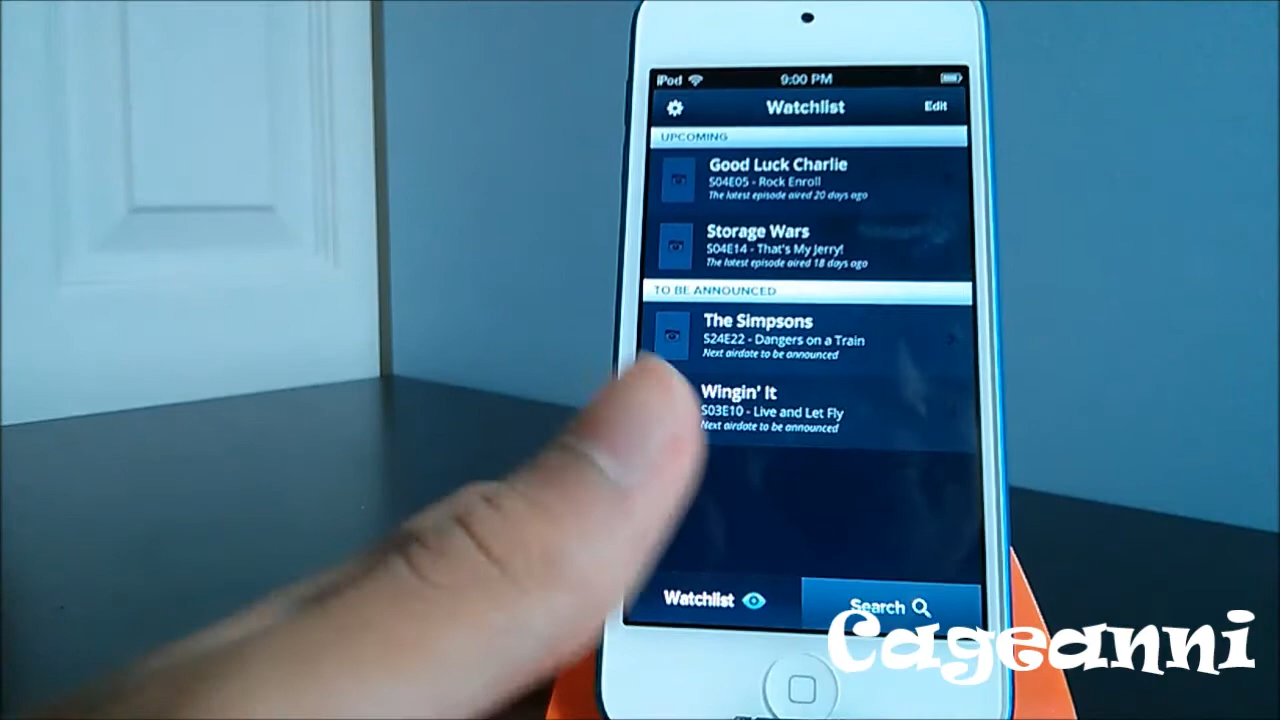 iPod 9:00 PM
Watchlist Edit
UPCOMING
Good Luck Charlie
S04E05 - Rock Enroll
The latest episode aired 20 days ago
Storage Wars
S04E14 - That's My Jerry!
The latest episode aired 18 days ago
TO BE ANNOUNCED
The Simpsons
S24E22 - Dangers on a Train
Next airdate to be announced
Wingin' It
S03E10 - Live and Let Fly
Next airdate to be announced
Watchlist Search
Cageanni